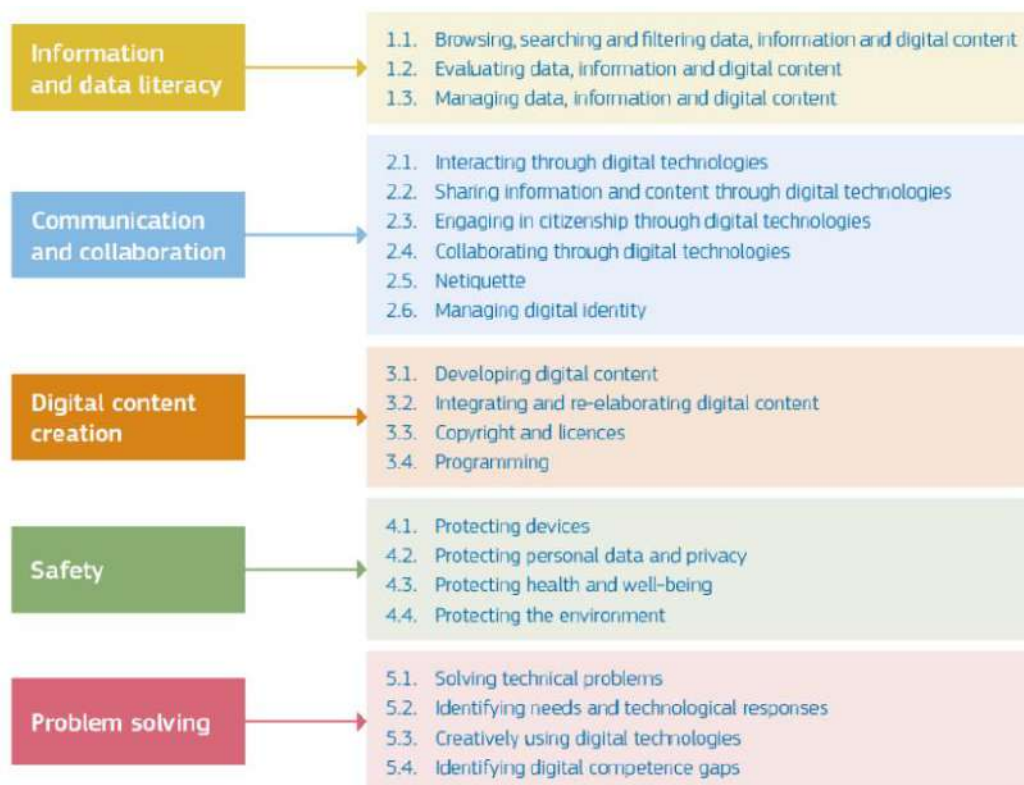 Information
and data literacy
1.1. Browsing, searching and filtering data, information and digital content
1.2. Evaluating data, information and digital content
1.3. Managing data, information and digital content
Communication
and collaboration
2.1. Interacting through digital technologies
2.2. Sharing information and content through digital technologies
2.3. Engaging in citizenship through digital technologies
2.4. Collaborating through digital technologies
2.5. Netiquette
2.6. Managing digital identity
Digital content
creation
3.1. Developing digital content
3.2. Integrating and re-elaborating digital content
3.3. Copyright and licences
3.4. Programming
Safety
4.1. Protecting devices
4.2. Protecting personal data and privacy
4.3. Protecting health and well-being
4.4. Protecting the environment
Problem solving
5.1. Solving technical problems
5.2. Identifying needs and technological responses
5.3. Creatively using digital technologies
5.4. Identifying digital competence gaps